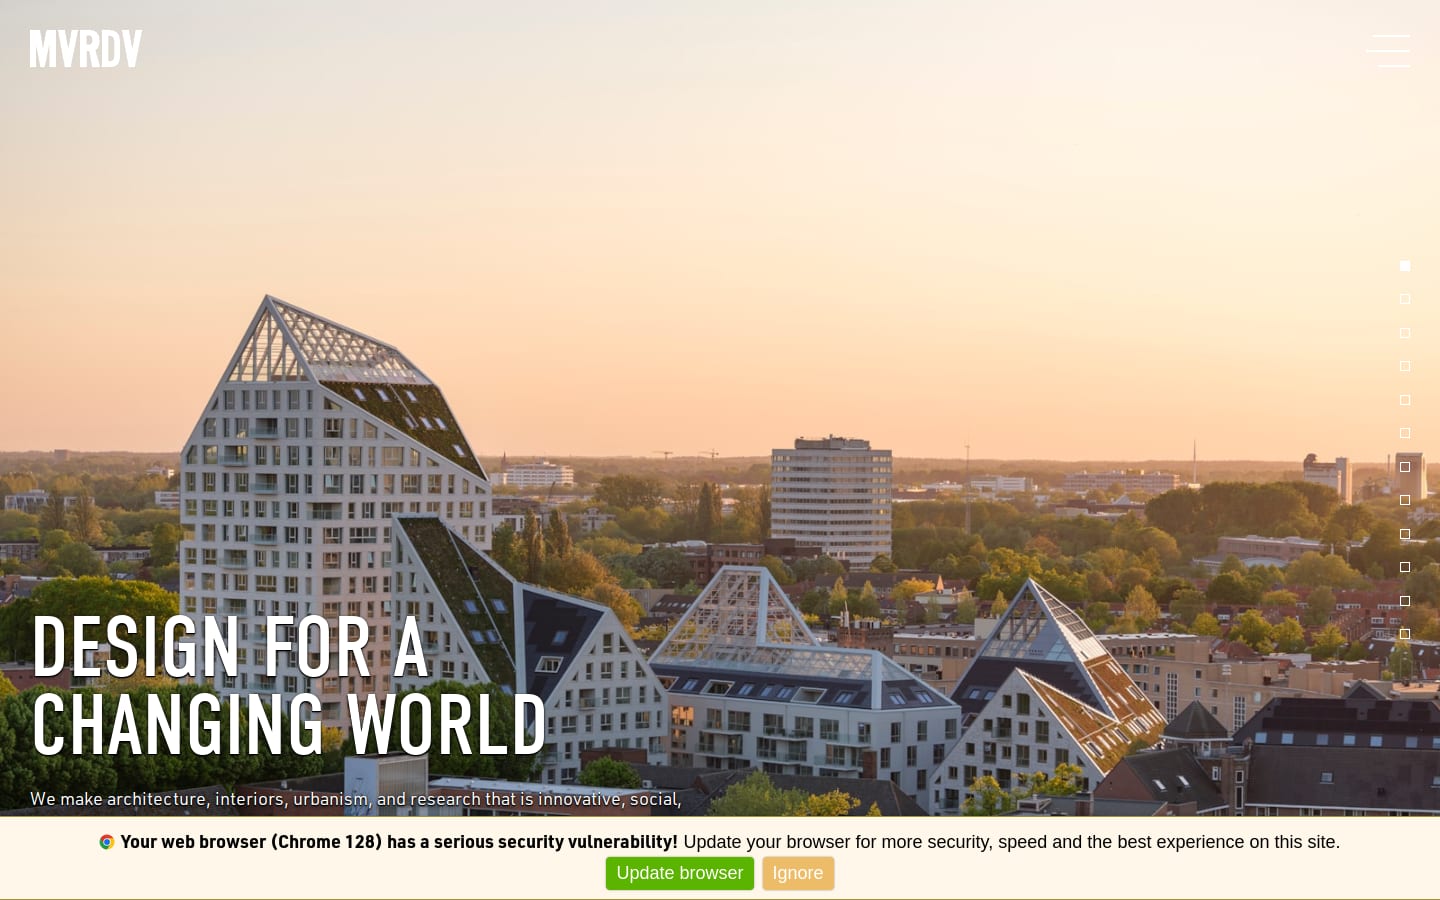 MVRDV
DESIGN FOR A
CHANGING WORLD
We make architecture, interiors, urbanism, and research that is innovative, social,
Your web browser (Chrome 128) has a serious security vulnerability! Update your browser for more security, speed and the best experience on this site.
Update browser Ignore